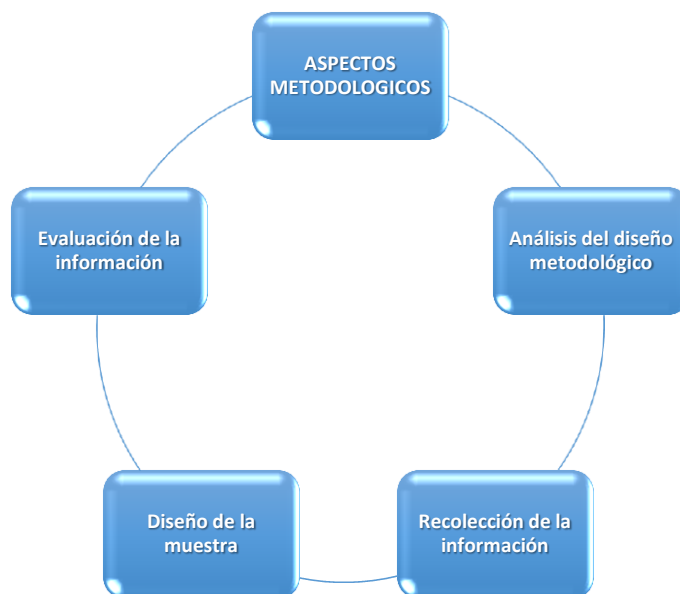 ASPECTOS
METODOLOGICOS
Análisis del diseño
metodológico
Recolección de la
información
Diseño de la
muestra
Evaluación de la
información